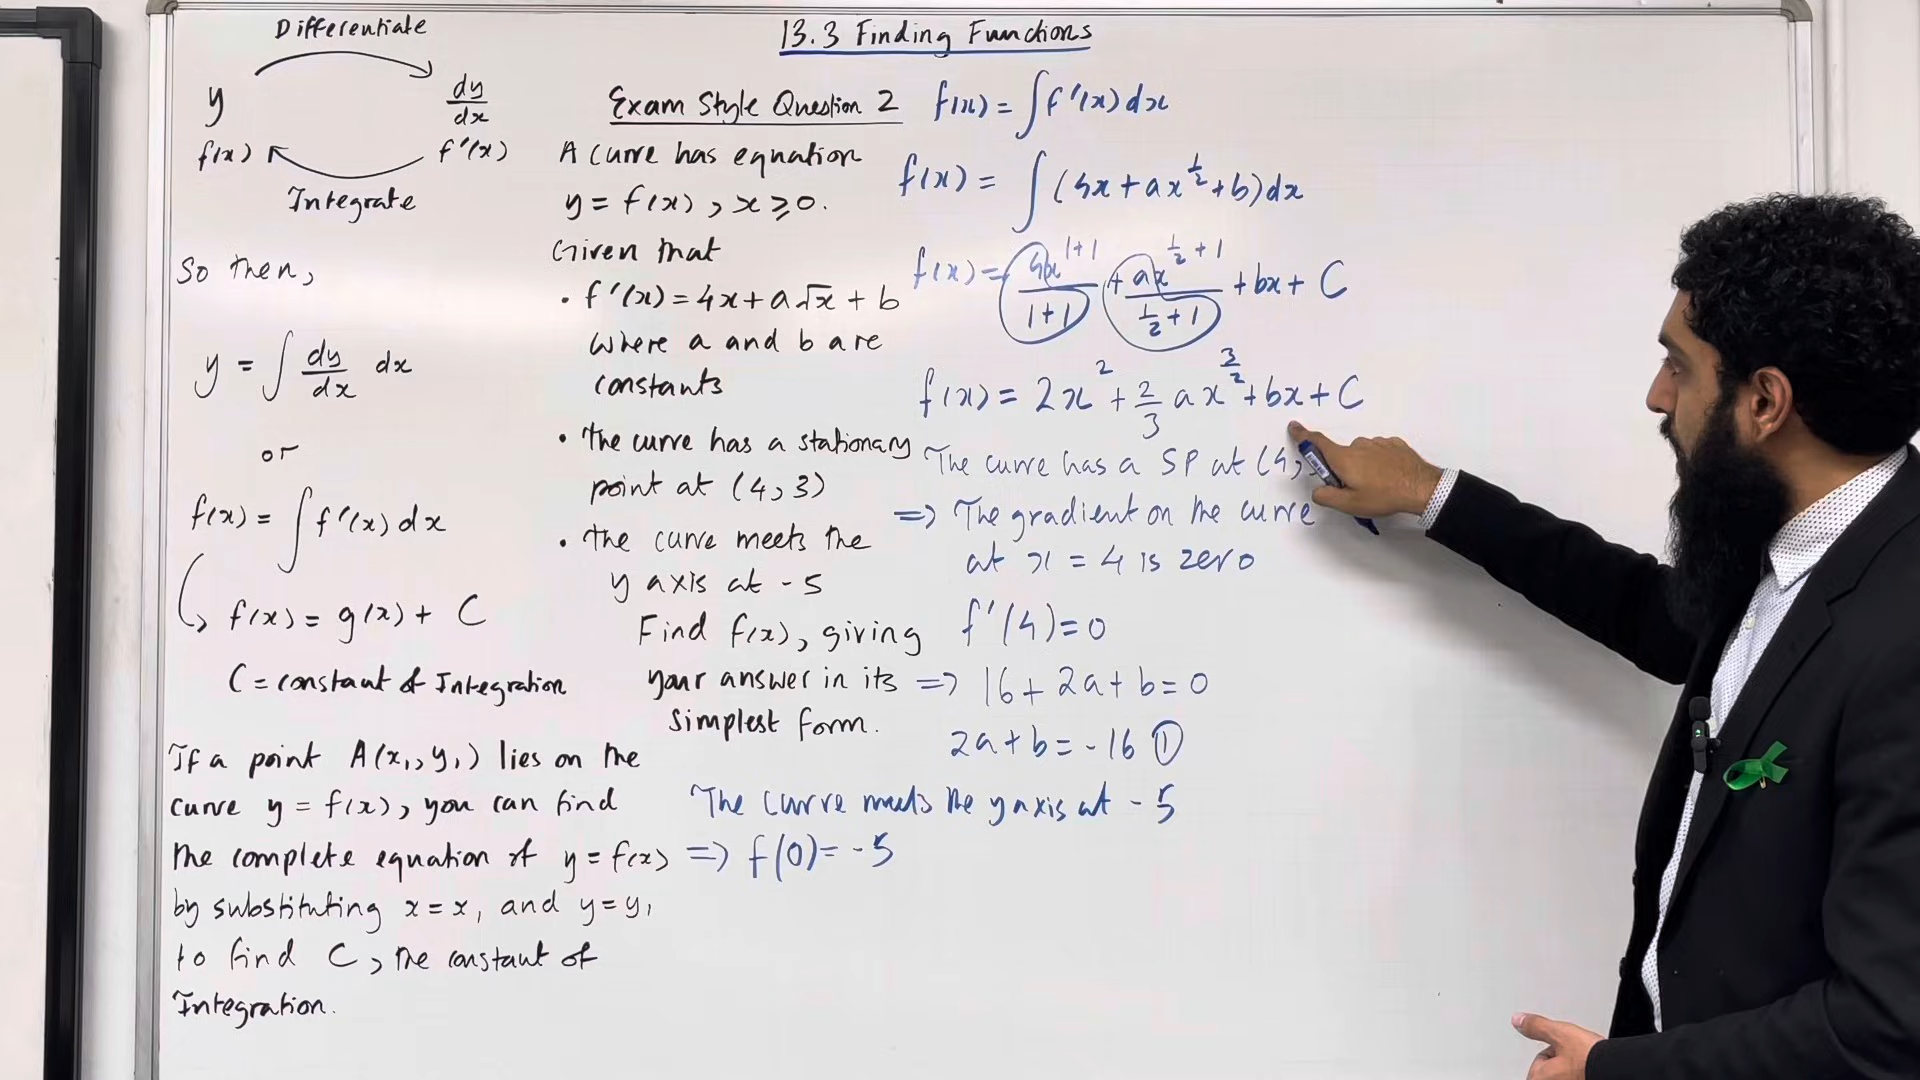 13.3 Finding Functions
Differentiate
y
dy/dx
f(x)
f'(x)
Integrate
So then,
y = ∫ dy/dx dx
or
f(x) = ∫ f'(x) dx
f(x) = g(x) + C
C = constant of Integration
If a point A(x₁, y₁) lies on the
curve y = f(x), you can find
the complete equation of y = f(x)
by substituting x = x₁ and y = y₁
to find C, the constant of
Integration.
Exam Style Question 2
A curve has equation
y = f(x), x ⩾ 0.
Given that
• f'(x) = 4x + a√x + b
where a and b are
constants
• the curve has a stationary
point at (4, 3)
• the curve meets the
y axis at -5
Find f(x), giving
your answer in its
simplest form.
f(x) = ∫ f'(x) dx
f(x) = ∫ (4x + ax^½ + b) dx
f(x) = 4x^(1+1)/(1+1) + ax^(½+1)/(½+1) + bx + C
f(x) = 2x² + 2/3 ax^(3/2) + bx + C
The curve has a SP at (4,
=> The gradient on the curve
at x = 4 is zero
f'(4) = 0
=> 16 + 2a + b = 0
2a + b = -16 ①
The curve meets the y axis at -5
=> f(0) = -5